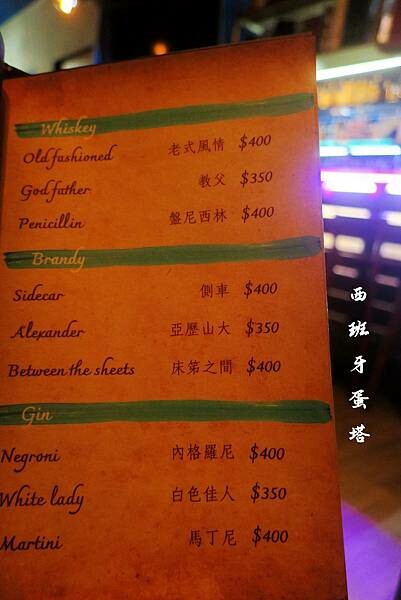 Whiskey
Old fashioned 老式風情 $400
God father 教父 $350
Penicillin 盤尼西林 $400
Brandy
Sidecar 側車 $400
Alexander 亞歷山大 $350
Between the sheets 床笫之間 $400
Gin
Negroni 內格羅尼 $400
White lady 白色佳人 $350
Martini 馬丁尼 $400
西班牙蛋塔